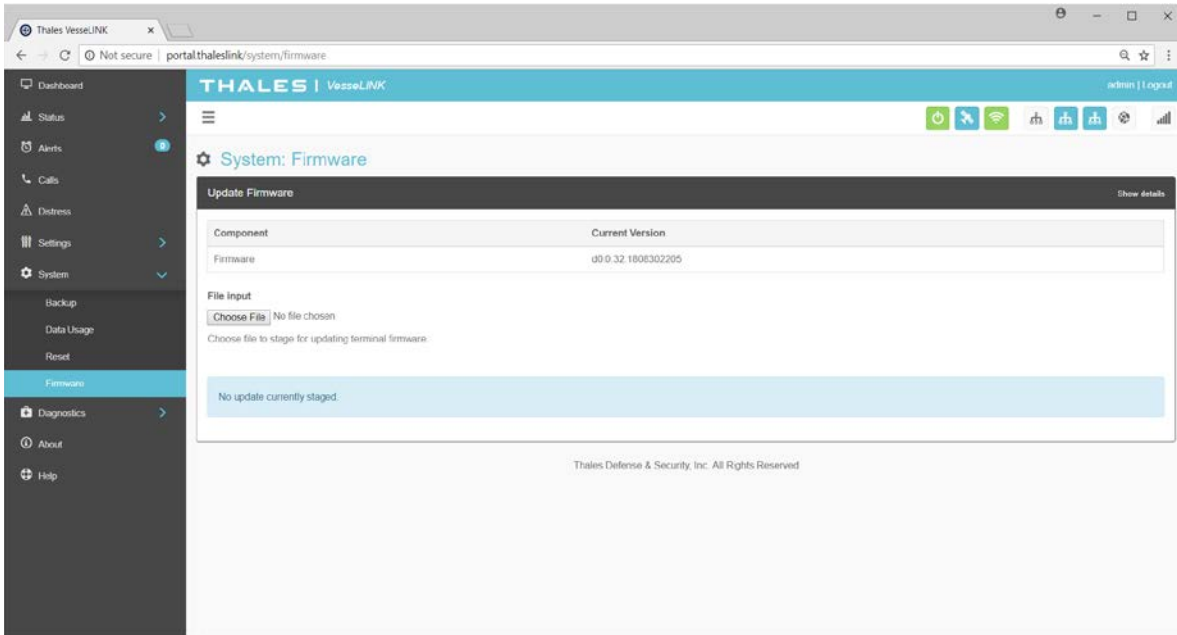 Thales VesseLINK
Not secure | portal.thaleslink/system/firmware
Dashboard
Status
Alerts 0
Calls
Distress
Settings
System
Backup
Data Usage
Reset
Firmware
Diagnostics
About
Help
THALES | VesseLINK
admin | Logout
System: Firmware
Update Firmware
Show details
Component Current Version
Firmware d0.0.32.1808302205
File input
Choose File No file chosen
Choose file to stage for updating terminal firmware.
No update currently staged.
Thales Defense & Security, Inc. All Rights Reserved